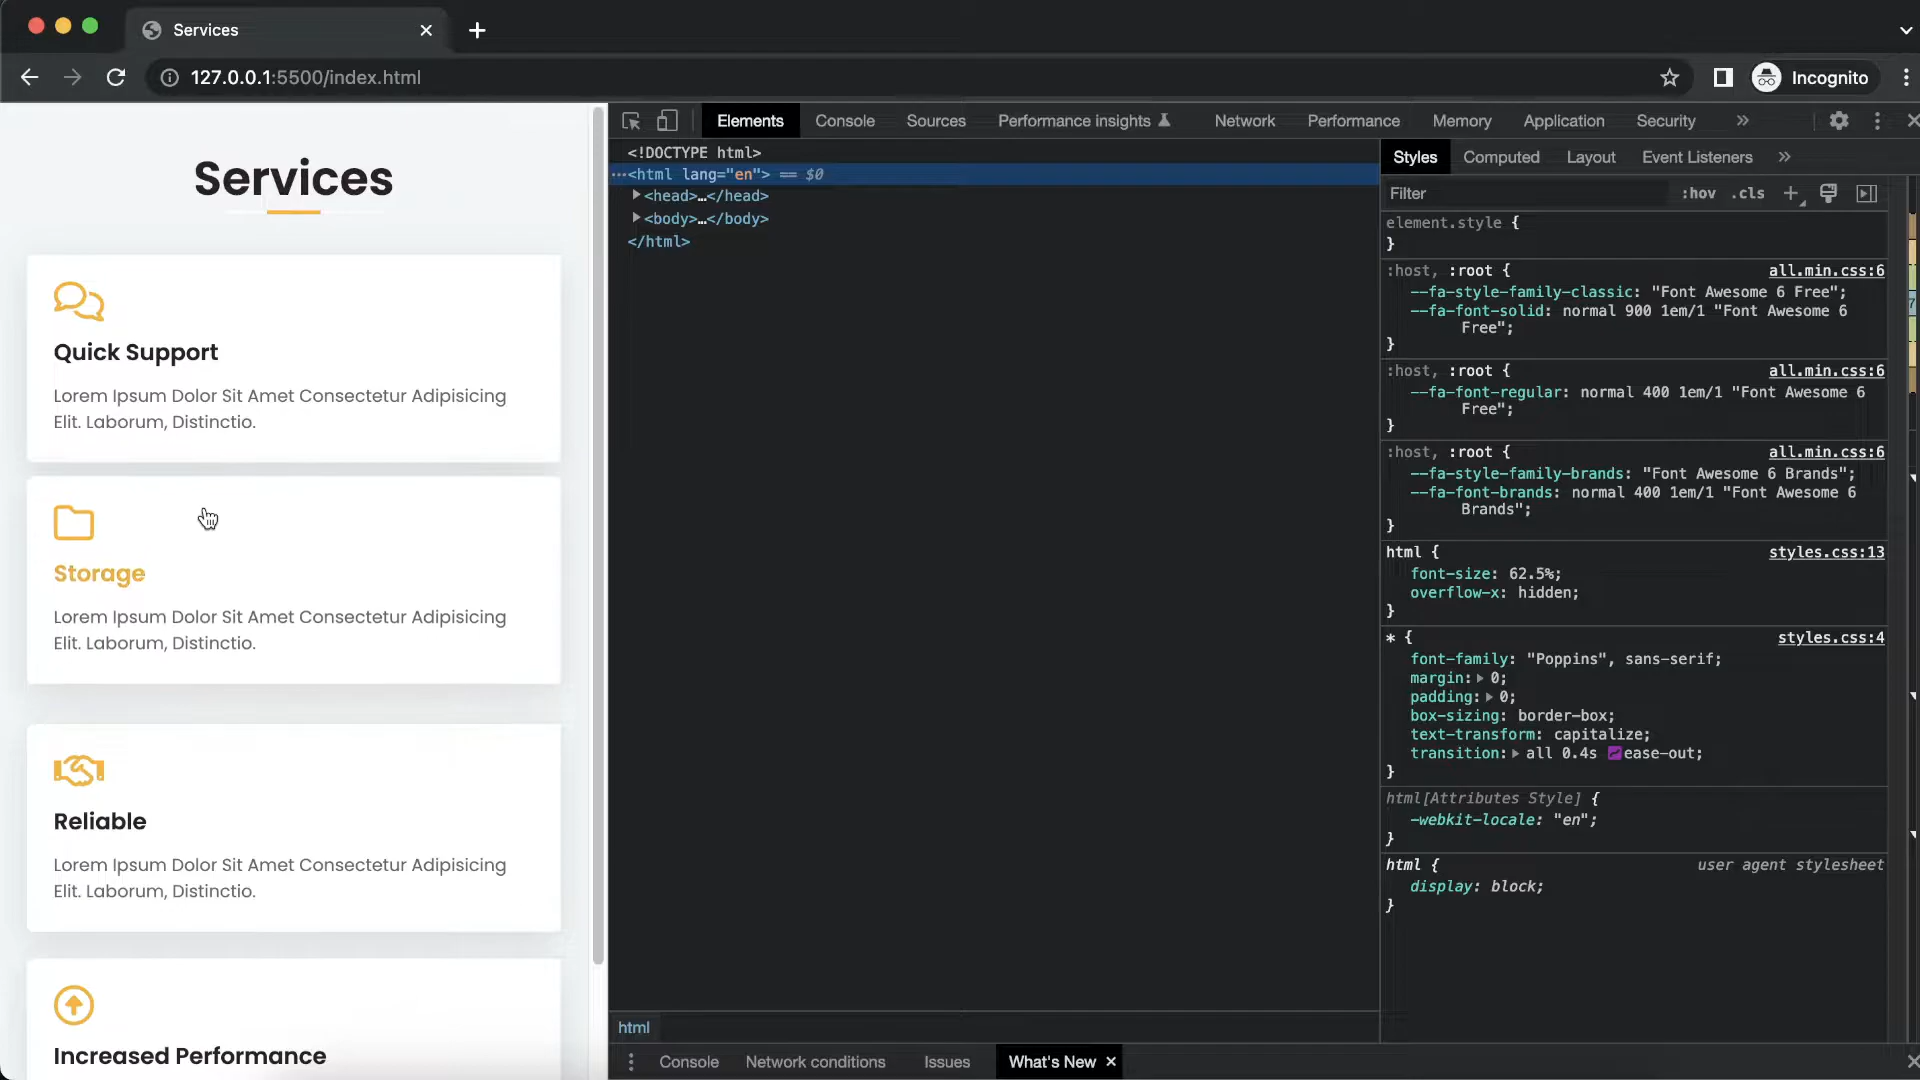 Services
127.0.0.1:5500/index.html
Incognito
Services
Quick Support
Lorem Ipsum Dolor Sit Amet Consectetur Adipisicing
Elit. Laborum, Distinctio.
Storage
Lorem Ipsum Dolor Sit Amet Consectetur Adipisicing
Elit. Laborum, Distinctio.
Reliable
Lorem Ipsum Dolor Sit Amet Consectetur Adipisicing
Elit. Laborum, Distinctio.
Increased Performance
Elements Console Sources Performance insights Network Performance Memory Application Security
<!DOCTYPE html>
<html lang="en"> == $0
<head>…</head>
<body>…</body>
</html>
html
Styles Computed Layout Event Listeners
Filter :hov .cls
element.style {
}
:host, :root { all.min.css:6
--fa-style-family-classic: "Font Awesome 6 Free";
--fa-font-solid: normal 900 1em/1 "Font Awesome 6
Free";
}
:host, :root { all.min.css:6
--fa-font-regular: normal 400 1em/1 "Font Awesome 6
Free";
}
:host, :root { all.min.css:6
--fa-style-family-brands: "Font Awesome 6 Brands";
--fa-font-brands: normal 400 1em/1 "Font Awesome 6
Brands";
}
html { styles.css:13
font-size: 62.5%;
overflow-x: hidden;
}
* { styles.css:4
font-family: "Poppins", sans-serif;
margin: 0;
padding: 0;
box-sizing: border-box;
text-transform: capitalize;
transition: all 0.4s ease-out;
}
html[Attributes Style] {
-webkit-locale: "en";
}
html { user agent stylesheet
display: block;
}
Console Network conditions Issues What's New